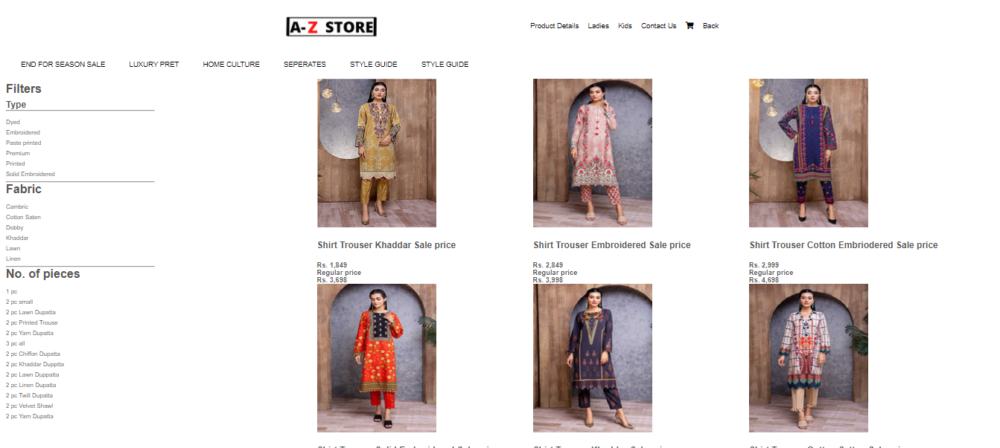 A-Z STORE
Product Details Ladies Kids Contact Us Back
END FOR SEASON SALE LUXURY PRET HOME CULTURE SEPERATES STYLE GUIDE STYLE GUIDE
Filters
Type
Dyed
Embroidered
Paste printed
Premium
Printed
Solid Embroidered
Fabric
Cambric
Cotton Saten
Dobby
Khaddar
Lawn
Linen
No. of pieces
1 pc
2 pc small
2 pc Lawn Dupatta
2 pc Printed Trouse
2 pc Yarn Dupatta
3 pc all
2 pc Chiffon Dupatta
2 pc Khaddar Dupptta
2 pc Lawn Duppatta
2 pc Linen Dupatta
2 pc Twill Dupatta
2 pc Velvet Shawl
2 pc Yarn Dupatta
Shirt Trouser Khaddar Sale price
Rs. 1,849
Regular price
Rs. 3,698
Shirt Trouser Embroidered Sale price
Rs. 2,849
Regular price
Rs. 3,998
Shirt Trouser Cotton Embriodered Sale price
Rs. 2,999
Regular price
Rs. 4,698